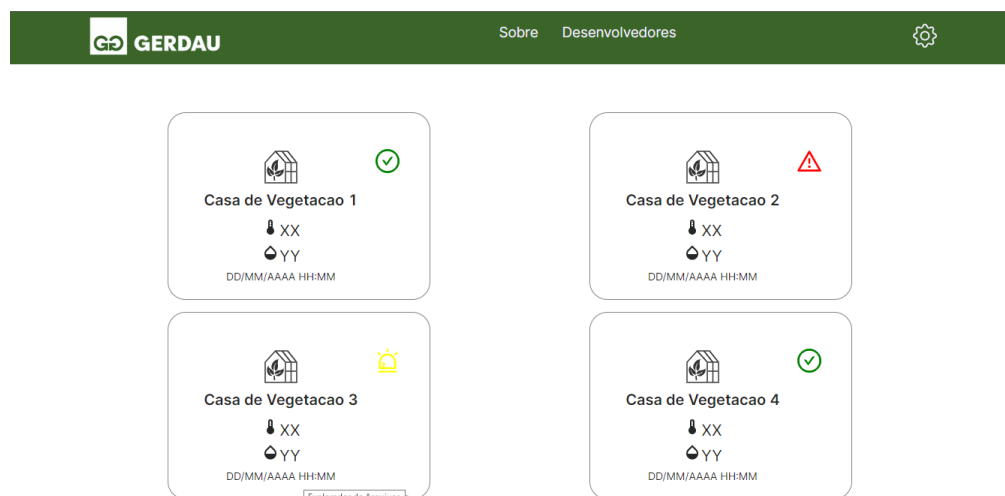 GG GERDAU
Sobre Desenvolvedores
Casa de Vegetacao 1
XX
YY
DD/MM/AAAA HH:MM
Casa de Vegetacao 2
XX
YY
DD/MM/AAAA HH:MM
Casa de Vegetacao 3
XX
YY
DD/MM/AAAA HH:MM
Casa de Vegetacao 4
XX
YY
DD/MM/AAAA HH:MM